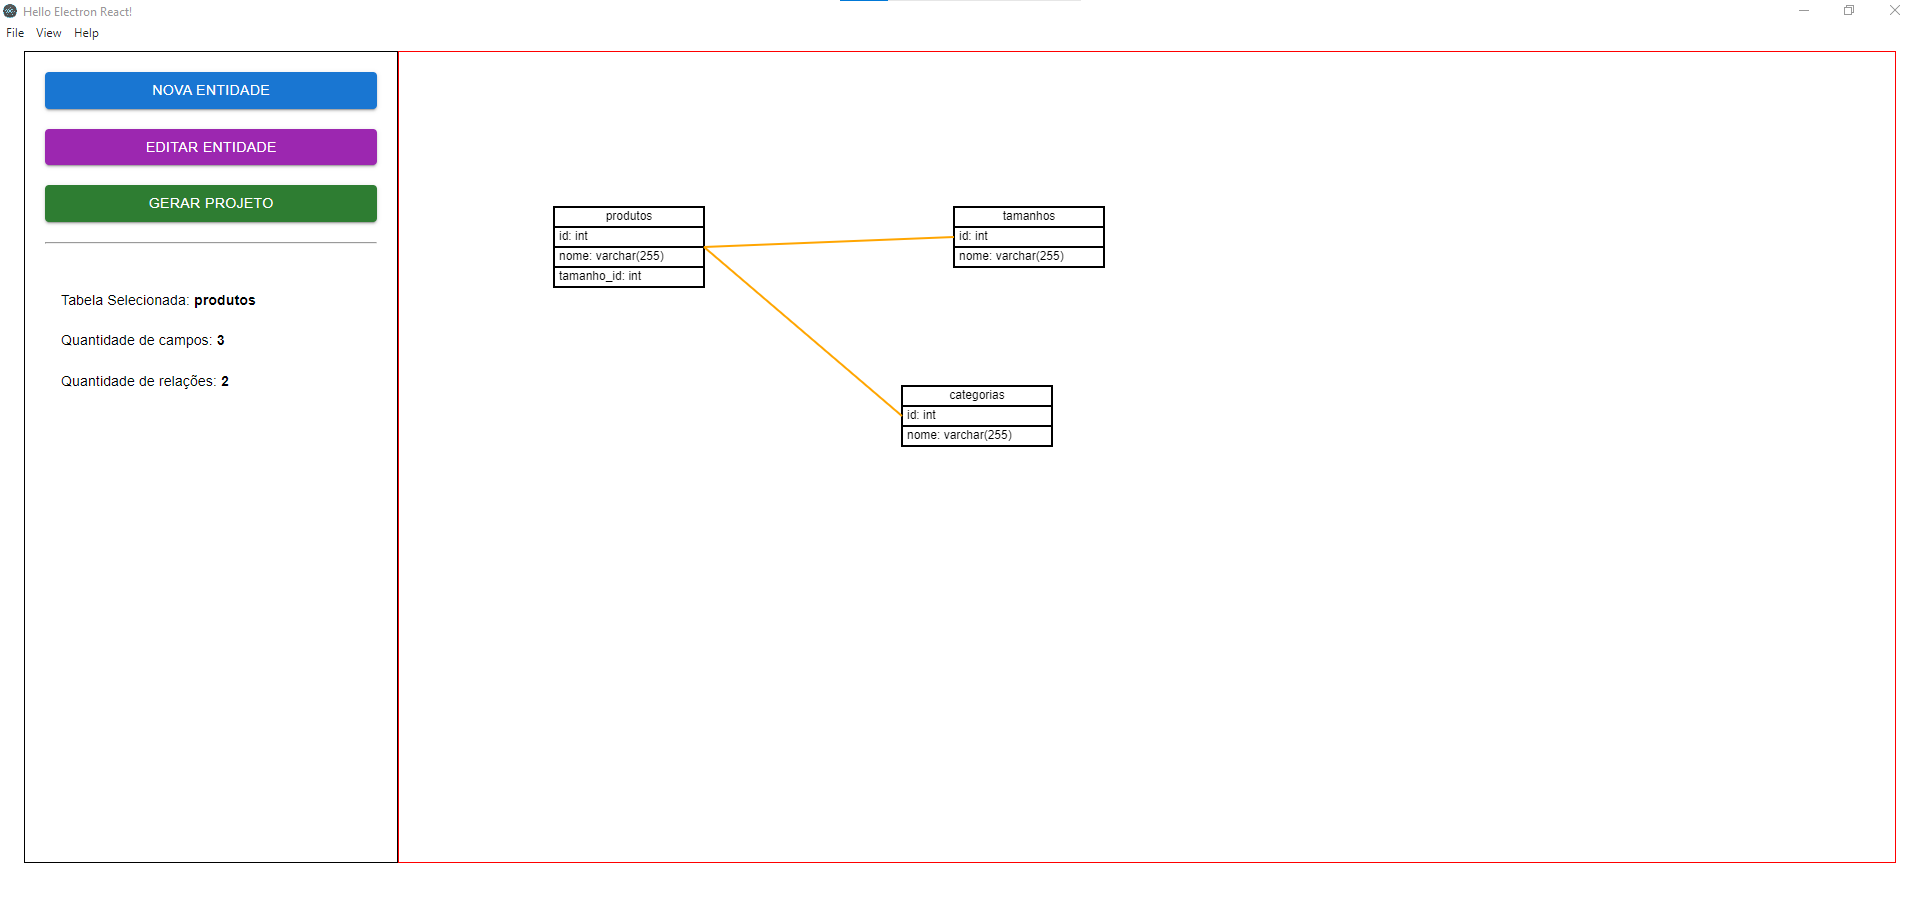 Hello Electron React!
File View Help
NOVA ENTIDADE
EDITAR ENTIDADE
GERAR PROJETO
Tabela Selecionada: produtos
Quantidade de campos: 3
Quantidade de relações: 2
produtos
id: int
nome: varchar(255)
tamanho_id: int
tamanhos
id: int
nome: varchar(255)
categorias
id: int
nome: varchar(255)